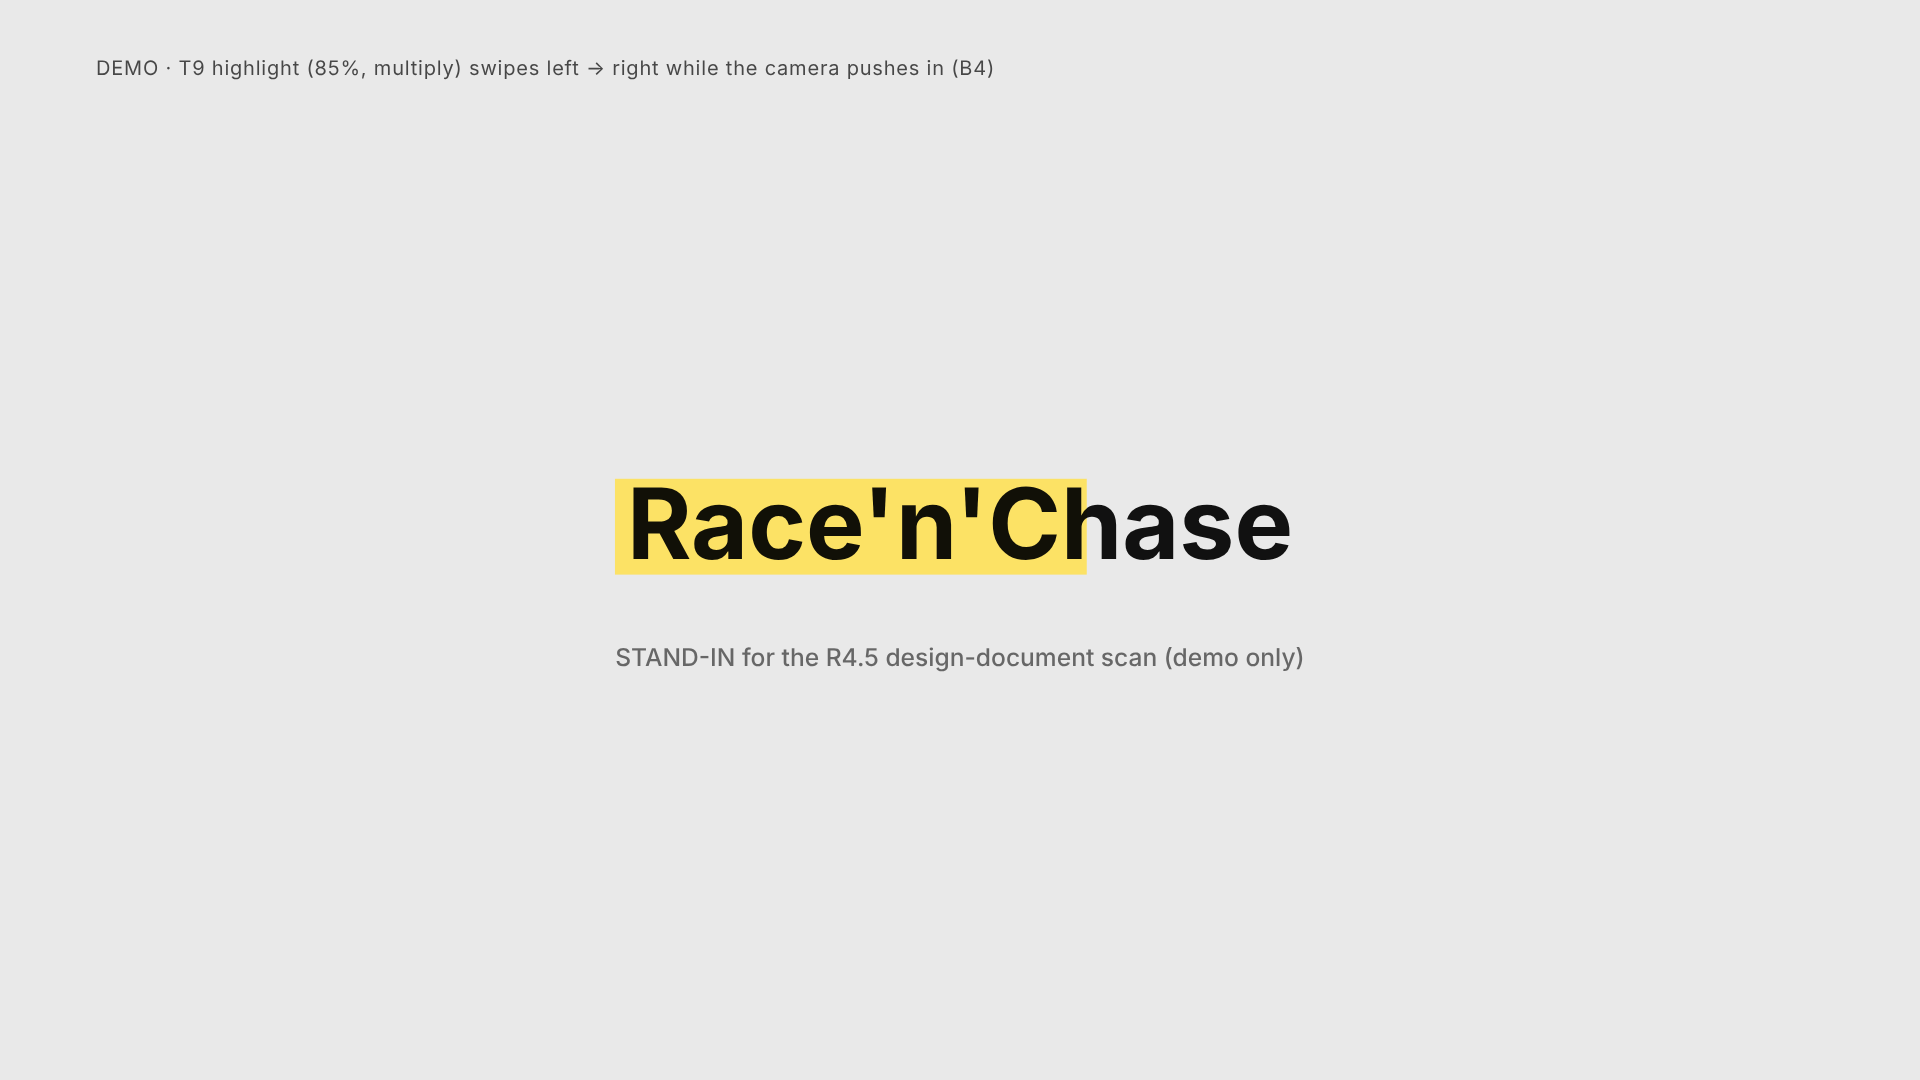 DEMO · T9 highlight (85%, multiply) swipes left → right while the camera pushes in (B4)
Race'n'Chase
STAND-IN for the R4.5 design-document scan (demo only)